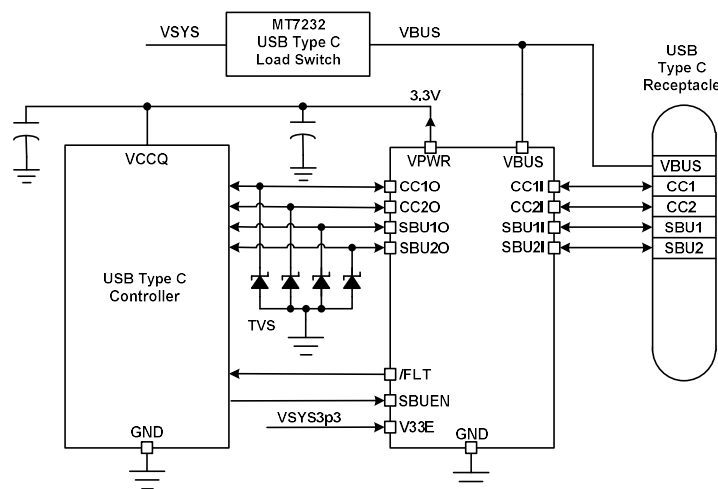 MT7232
USB Type C
Load Switch
VSYS
VBUS
USB
Type C
Receptacle
3.3V
VCCQ
VPWR
VBUS
VBUS
CC1O
CC1I
CC1
CC2O
CC2I
CC2
SBU1O
SBU1I
SBU1
SBU2O
SBU2I
SBU2
USB Type C
Controller
TVS
/FLT
SBUEN
VSYS3p3
V33E
GND
GND